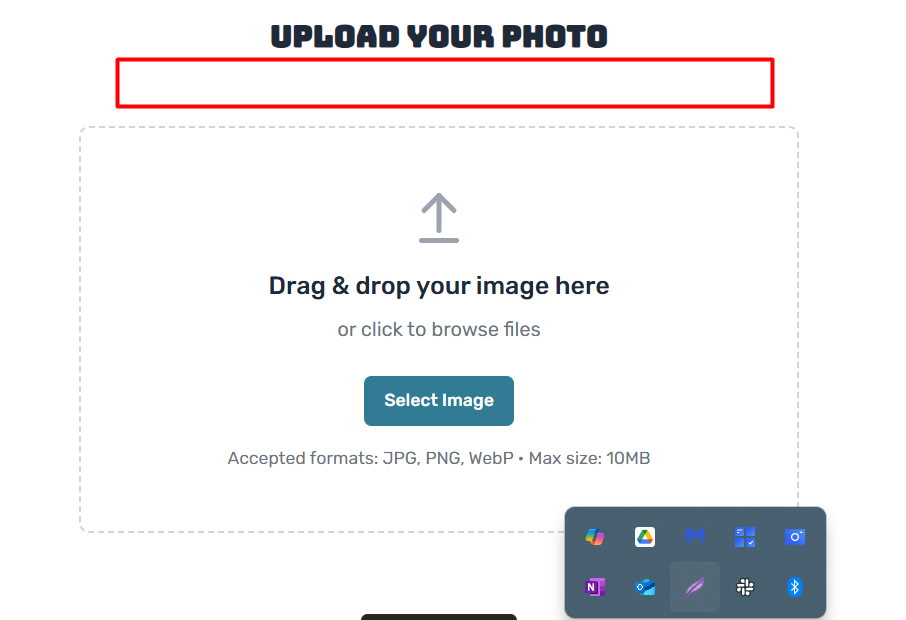 UPLOAD YOUR PHOTO
Drag & drop your image here
or click to browse files
Select Image
Accepted formats: JPG, PNG, WebP • Max size: 10MB
N